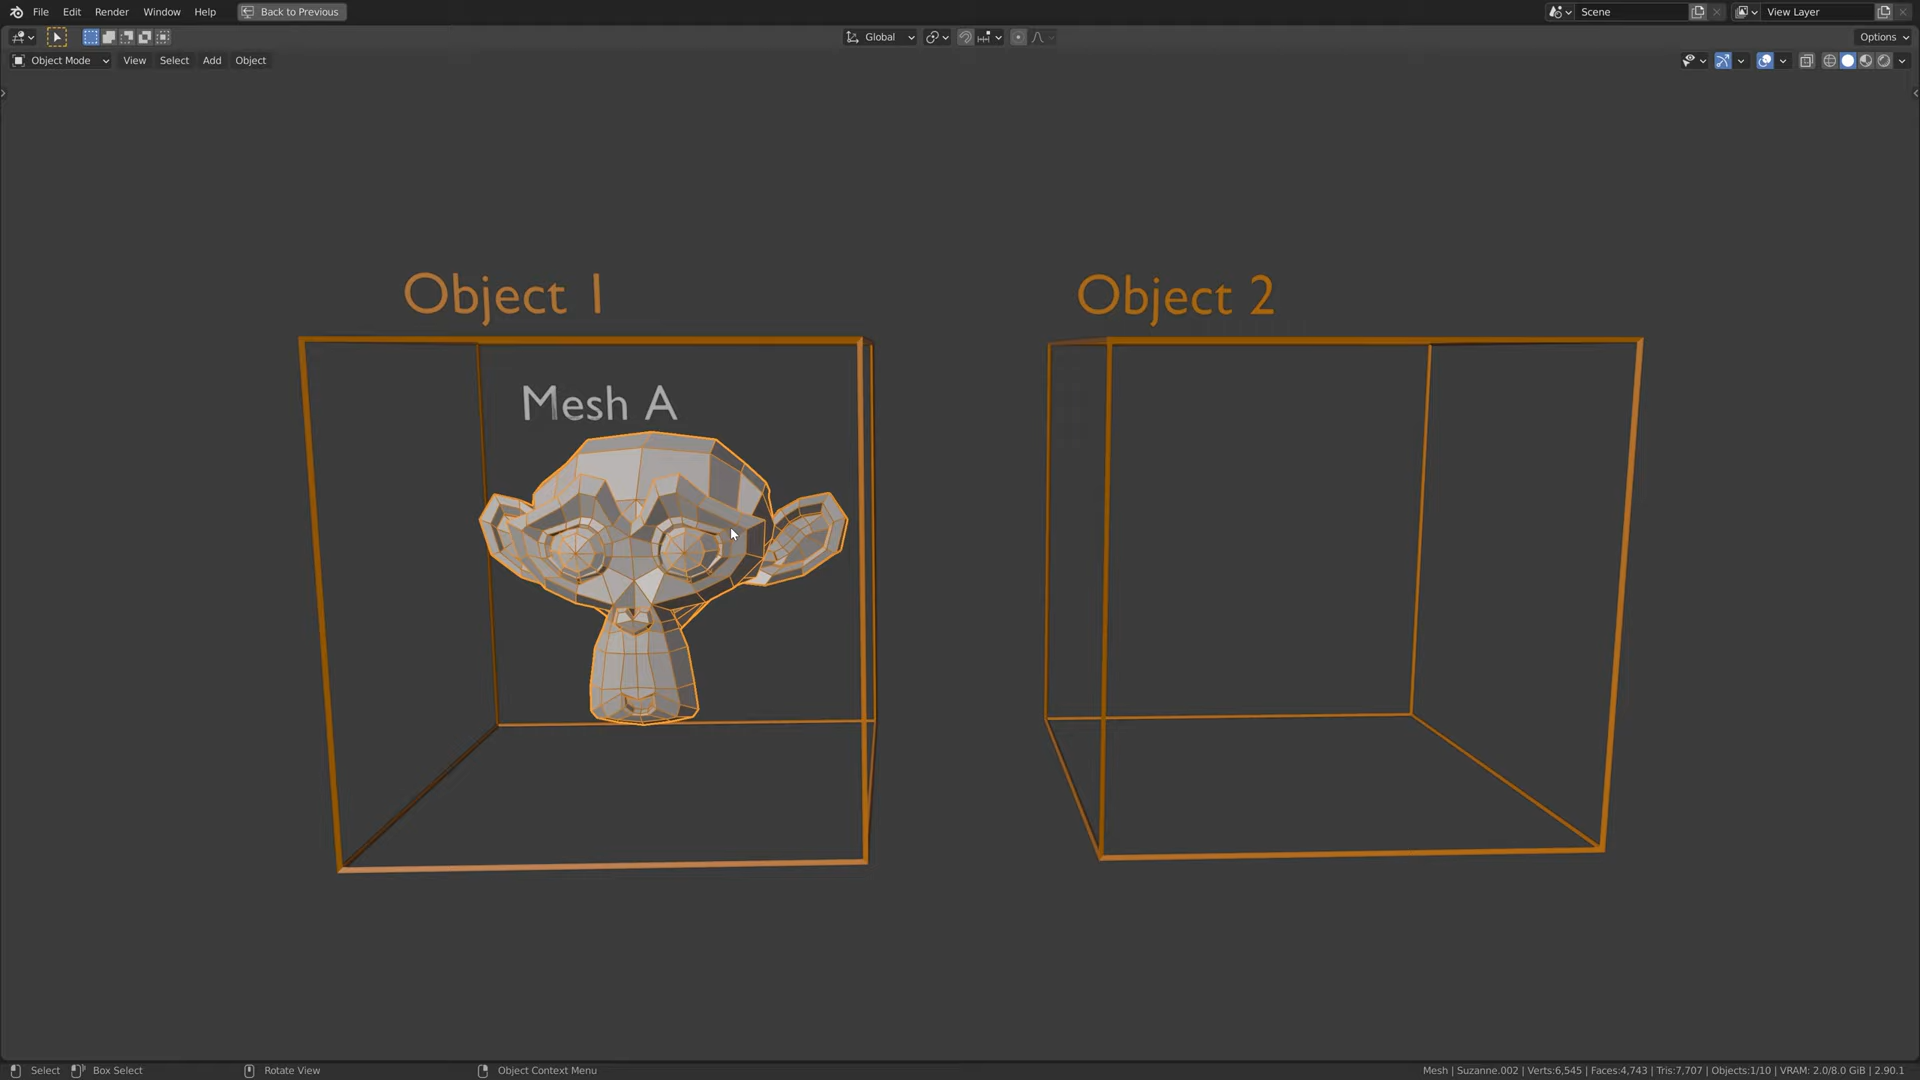 File Edit Render Window Help Back to Previous Scene View Layer
Global Options
Object Mode View Select Add Object
Object 1
Object 2
Mesh A
Select Box Select Rotate View Object Context Menu Mesh | Suzanne.002 | Verts:6,545 | Faces:4,743 | Tris:7,707 | Objects:1/10 | VRAM: 2.0/8.0 GiB | 2.90.1